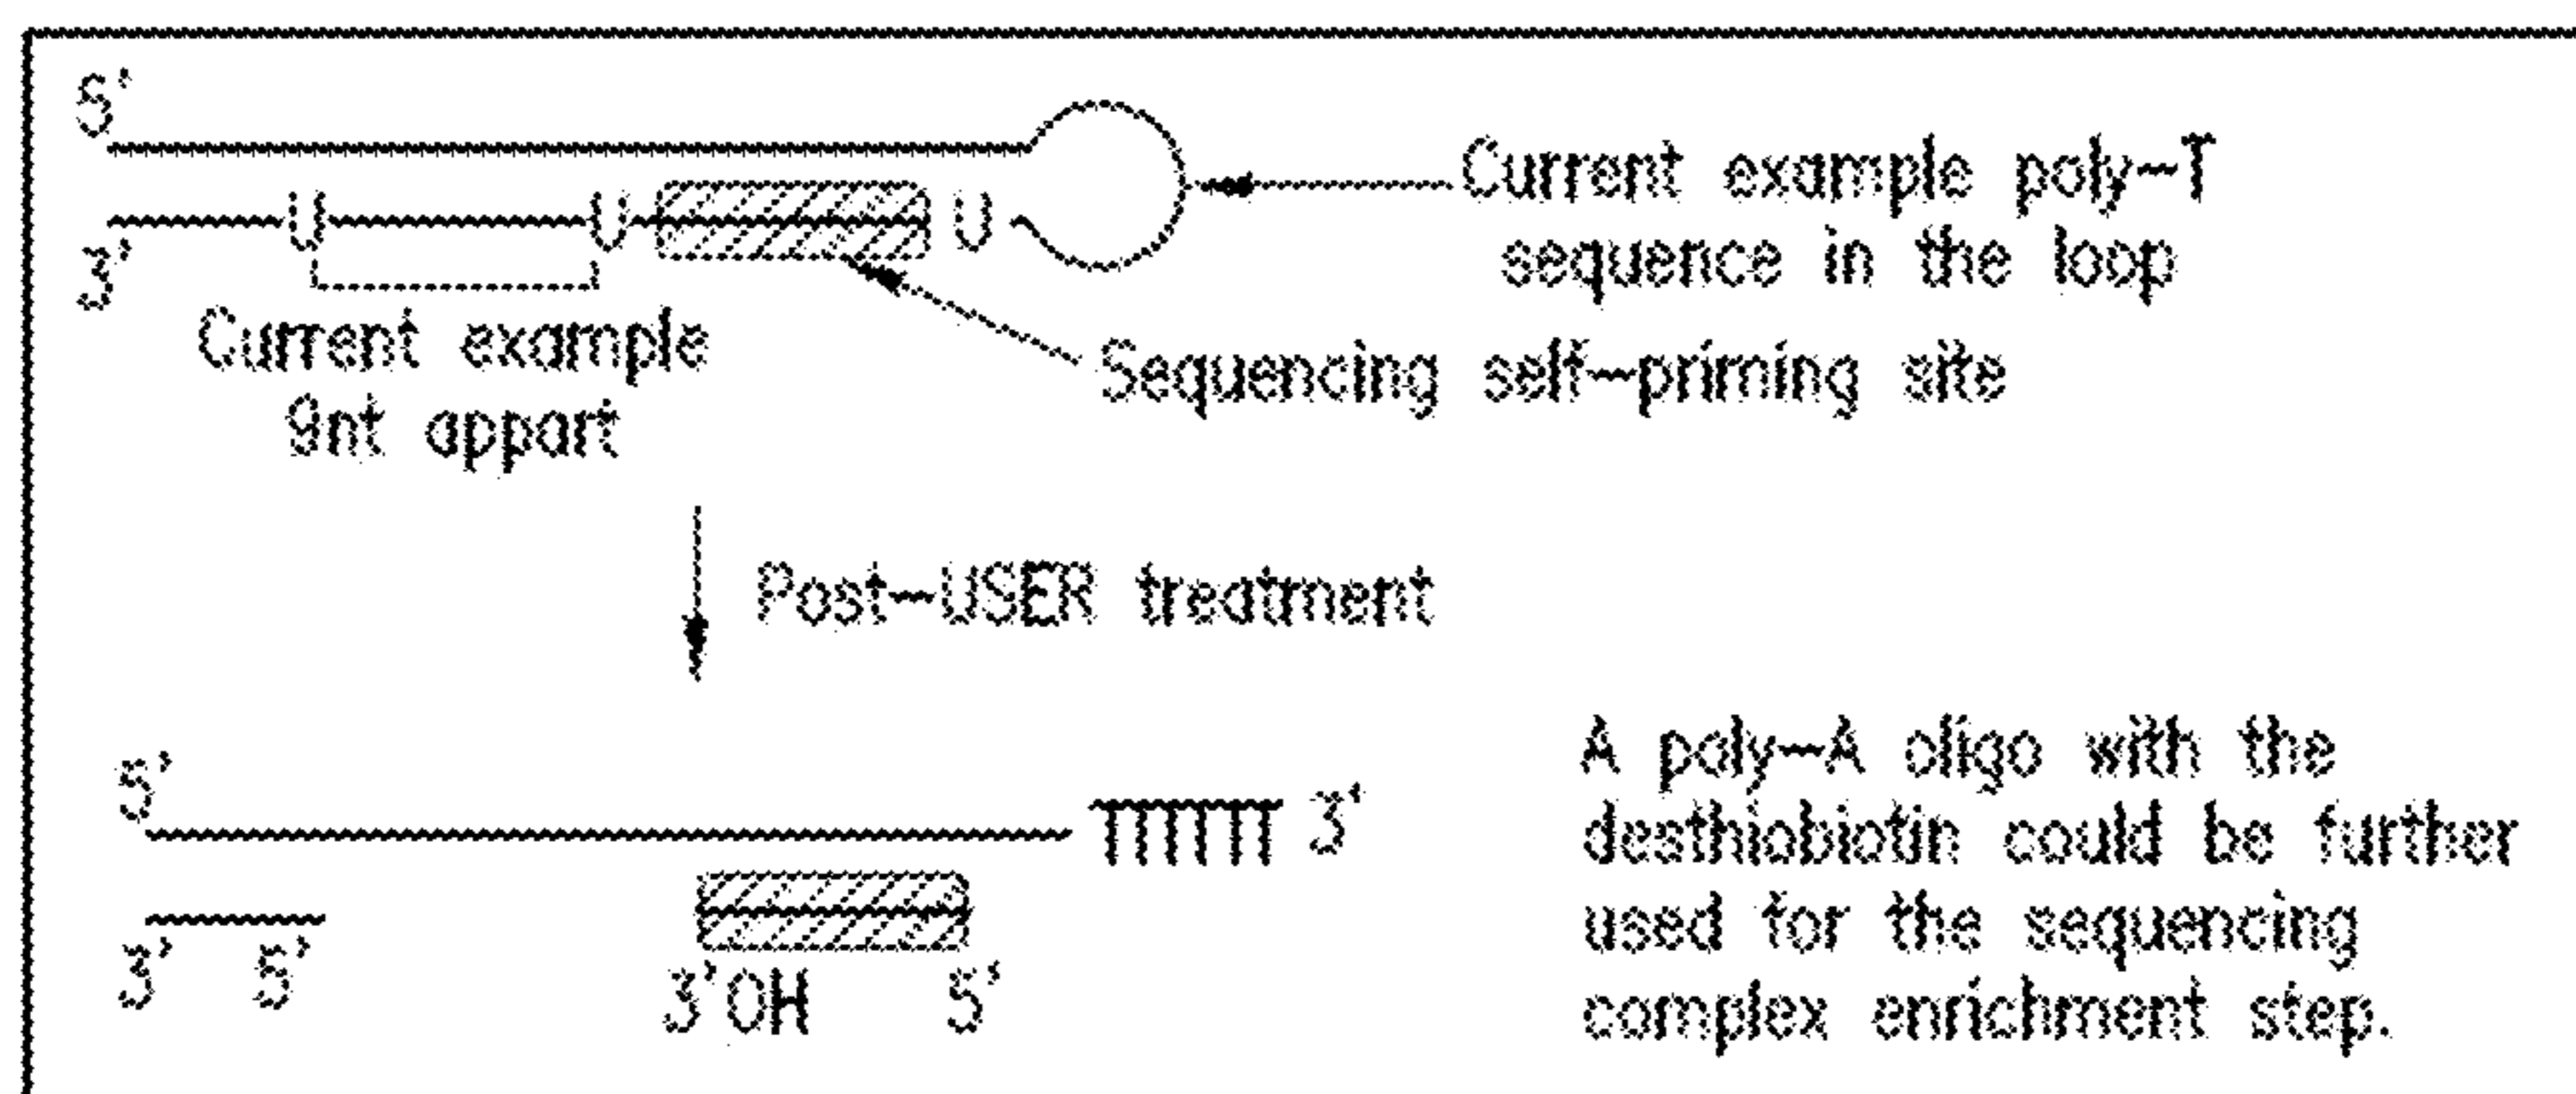 5'
U
U
U
3'
Current example poly-T
sequence in the loop
Current example
9nt appart
Sequencing self-priming site
Post-USER treatment
5'
TTTTTT 3'
3' 5'
3'OH 5'
A poly-A oligo with the
desthiobiotin could be further
used for the sequencing
complex enrichment step.